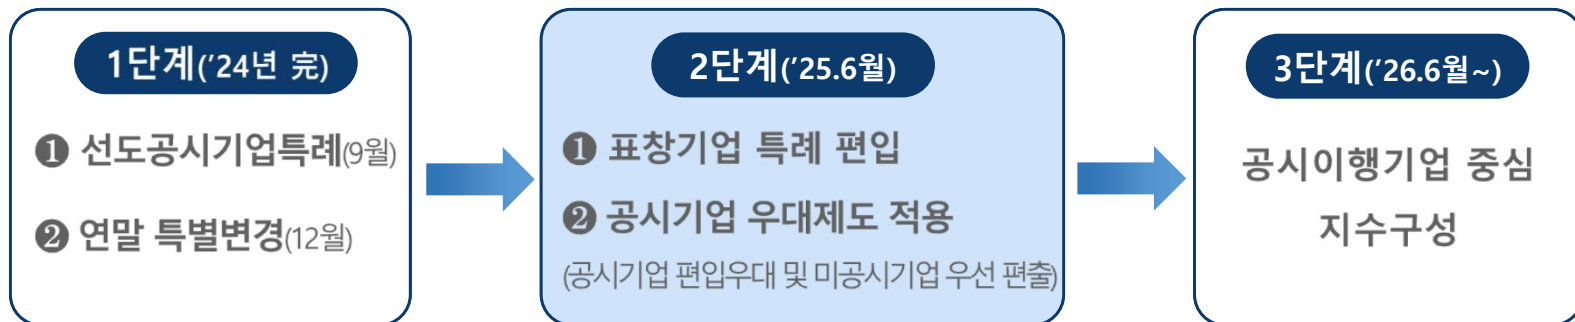 1단계('24년 完)
❶ 선도공시기업특례(9월)
❷ 연말 특별변경(12월)
2단계('25.6월)
❶ 표창기업 특례 편입
❷ 공시기업 우대제도 적용
(공시기업 편입우대 및 미공시기업 우선 편출)
3단계('26.6월~)
공시이행기업 중심
지수구성